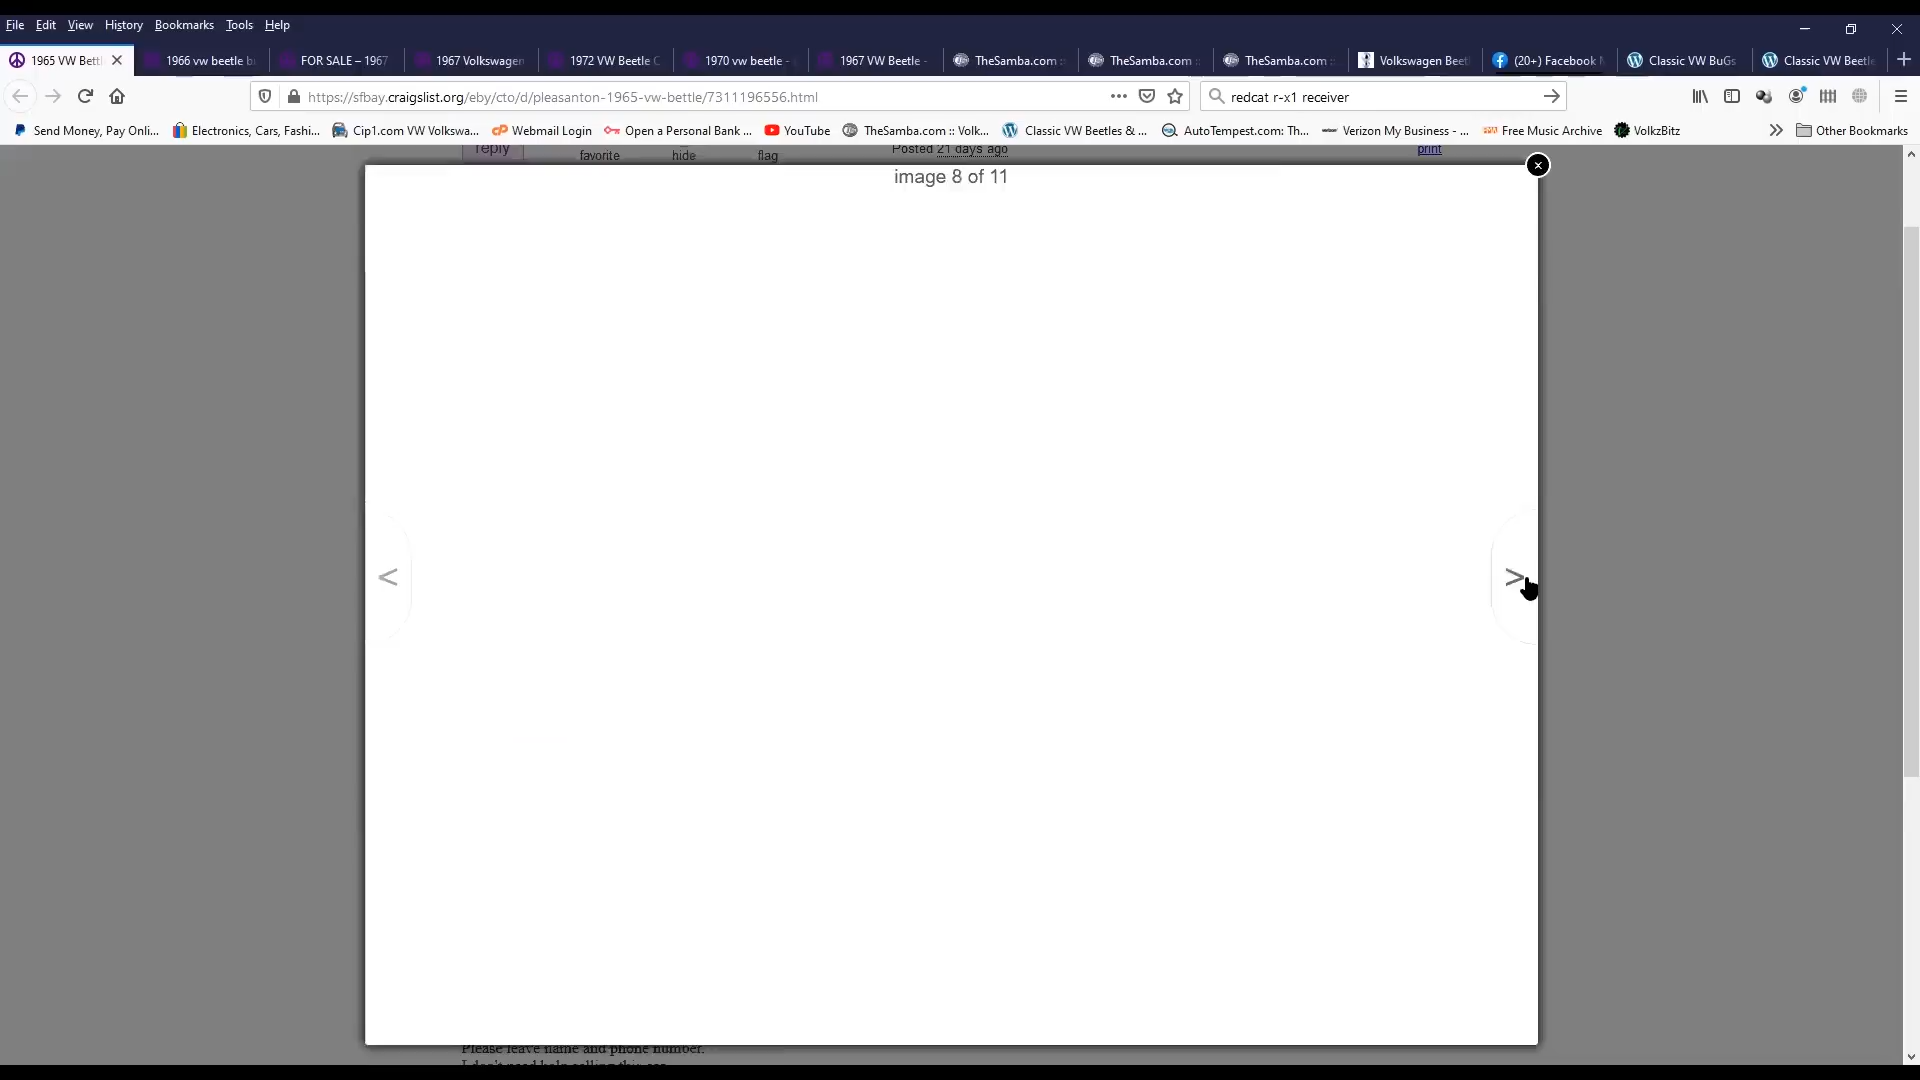 File Edit View History Bookmarks Tools Help
1965 VW Bettl 1966 vw beetle b FOR SALE – 1967 1967 Volkswagen 1972 VW Beetle C 1970 vw beetle - 1967 VW Beetle - TheSamba.com :: TheSamba.com :: TheSamba.com :: Volkswagen Beetl (20+) Facebook Classic VW BuGs Classic VW Beetle
https://sfbay.craigslist.org/eby/cto/d/pleasanton-1965-vw-bettle/7311196556.html redcat r-x1 receiver
Send Money, Pay Onli... Electronics, Cars, Fashi... Cip1.com VW Volkswa... Webmail Login Open a Personal Bank ... YouTube TheSamba.com :: Volk... Classic VW Beetles & ... AutoTempest.com: Th... Verizon My Business - ... Free Music Archive VolkzBitz Other Bookmarks
reply favorite hide flag Posted 21 days ago print
image 8 of 11
< >
Please leave name and phone number.